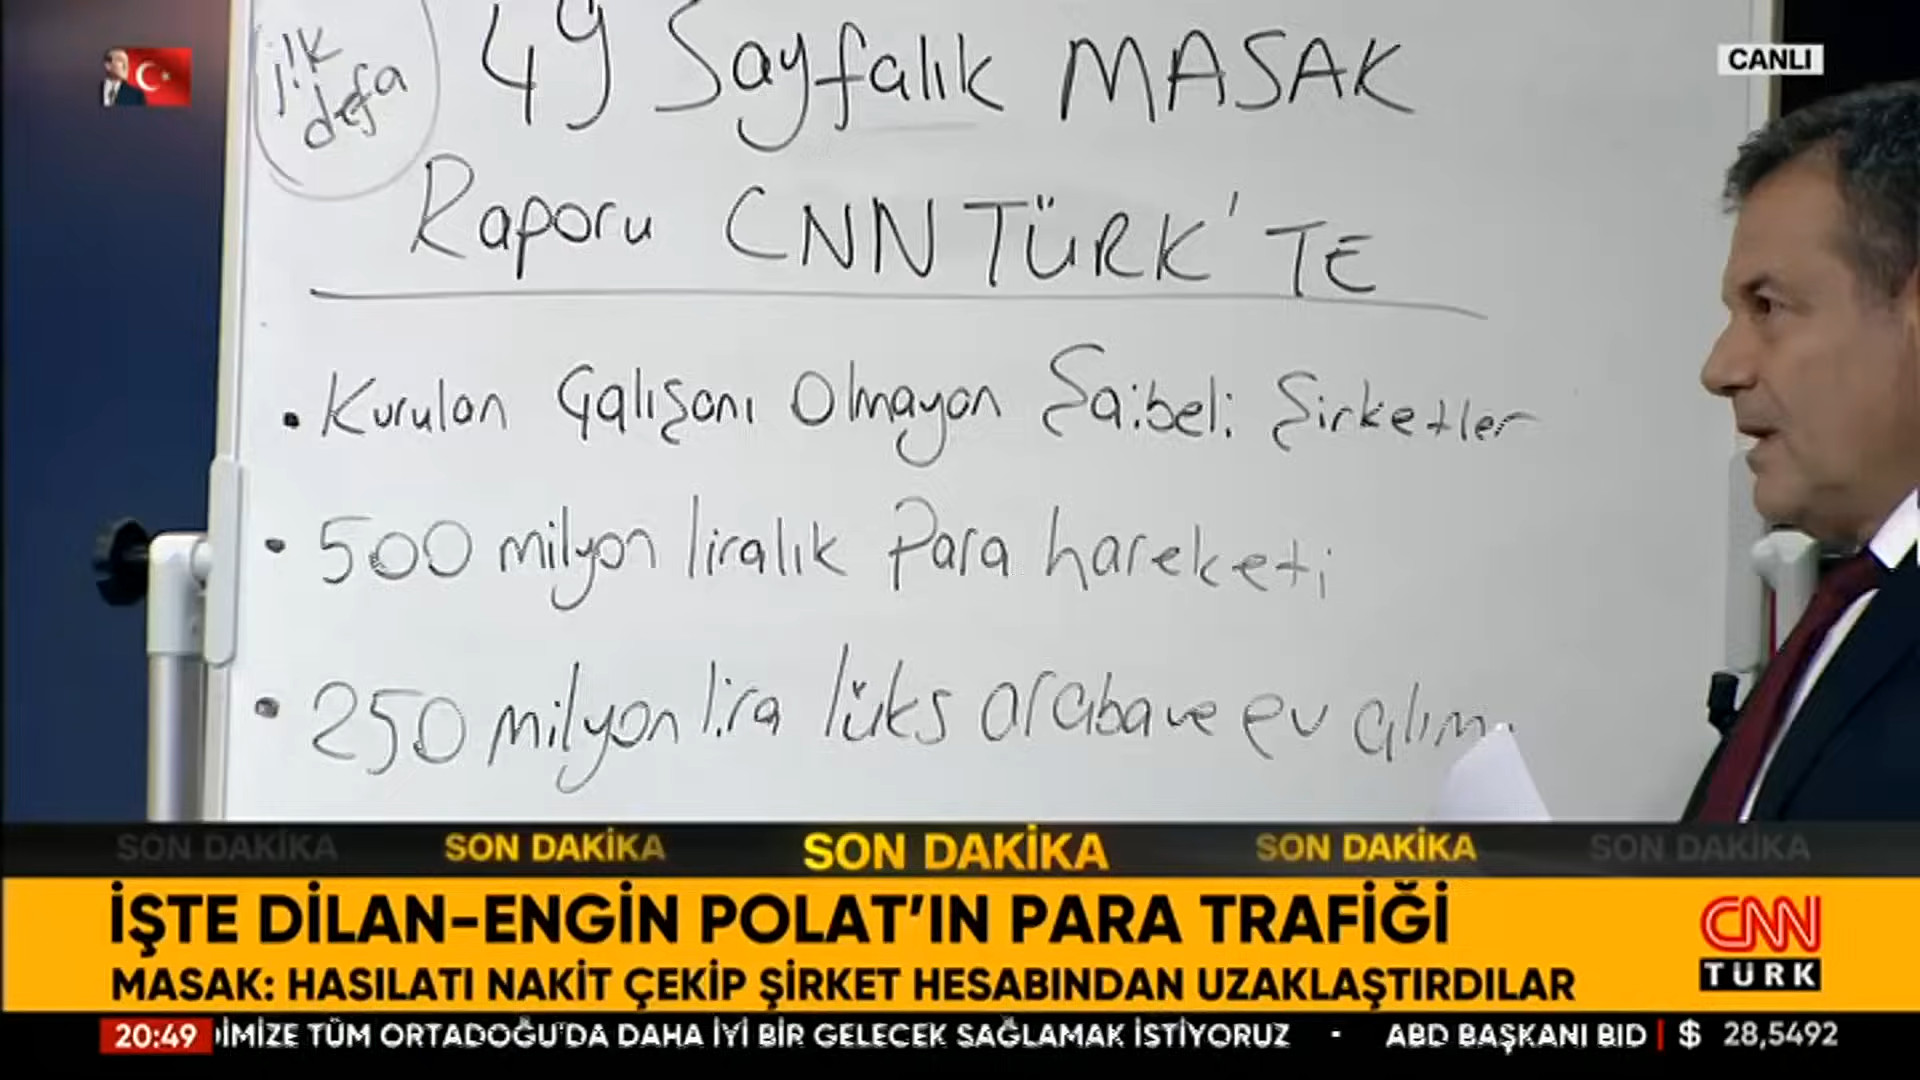 ilk
defa
49 Sayfalık MASAK
Raporu CNN TÜRK'TE
• Kurulan Çalışanı Olmayan Şaibeli Şirketler
• 500 milyon liralık Para hareketi
• 250 milyon lira lüks araba ve ev alımı
CANLI
SON DAKİKA SON DAKİKA SON DAKİKA SON DAKİKA SON DAKİKA
İŞTE DİLAN-ENGİN POLAT'IN PARA TRAFİĞİ
MASAK: HASILATI NAKİT ÇEKİP ŞİRKET HESABINDAN UZAKLAŞTIRDILAR
CNN
TÜRK
20:49 DİMİZE TÜM ORTADOĞU'DA DAHA İYİ BİR GELECEK SAĞLAMAK İSTİYORUZ • ABD BAŞKANI BID | $ 28,5492